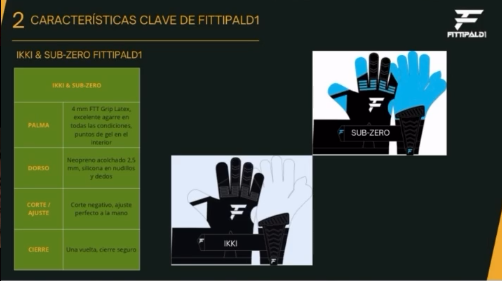 2 CARACTERÍSTICAS CLAVE DE FITTIPALD1
FITTIPALD1
IKKI & SUB-ZERO FITTIPALD1
IKKI & SUB-ZERO
PALMA
4 mm FTT Grip Latex,
excelente agarre en
todas las condiciones,
puntos de gel en el
interior
DORSO
Neopreno acolchado 2,5
mm, silicona en nudillos
y dedos
CORTE /
AJUSTE
Corte negativo, ajuste
perfecto a la mano
CIERRE
Una vuelta, cierre seguro
SUB-ZERO
IKKI